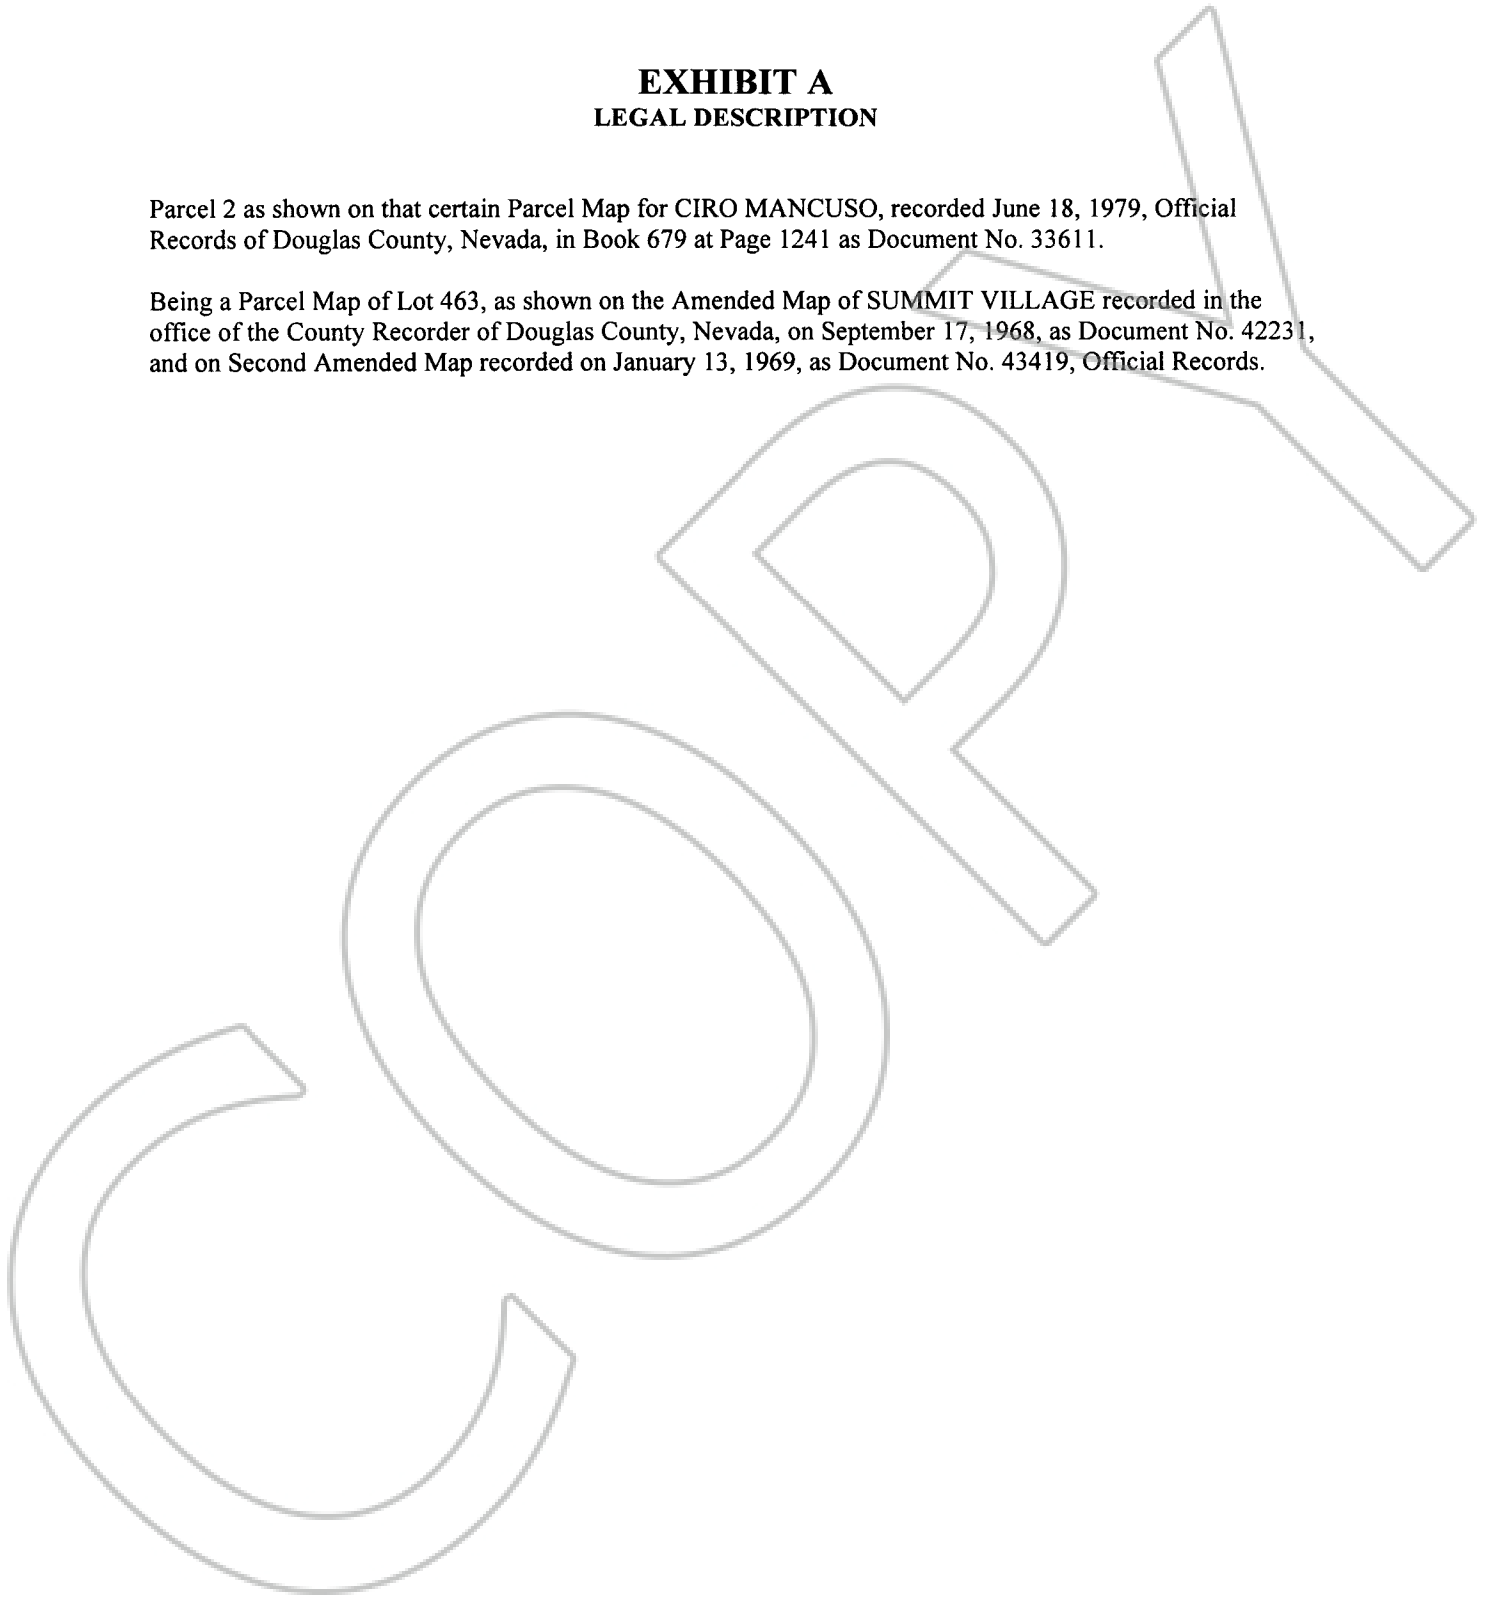 EXHIBIT A
LEGAL DESCRIPTION
Parcel 2 as shown on that certain Parcel Map for CIRO MANCUSO, recorded June 18, 1979, Official
Records of Douglas County, Nevada, in Book 679 at Page 1241 as Document No. 33611.
Being a Parcel Map of Lot 463, as shown on the Amended Map of SUMMIT VILLAGE recorded in the
office of the County Recorder of Douglas County, Nevada, on September 17, 1968, as Document No. 42231,
and on Second Amended Map recorded on January 13, 1969, as Document No. 43419, Official Records.
COPY